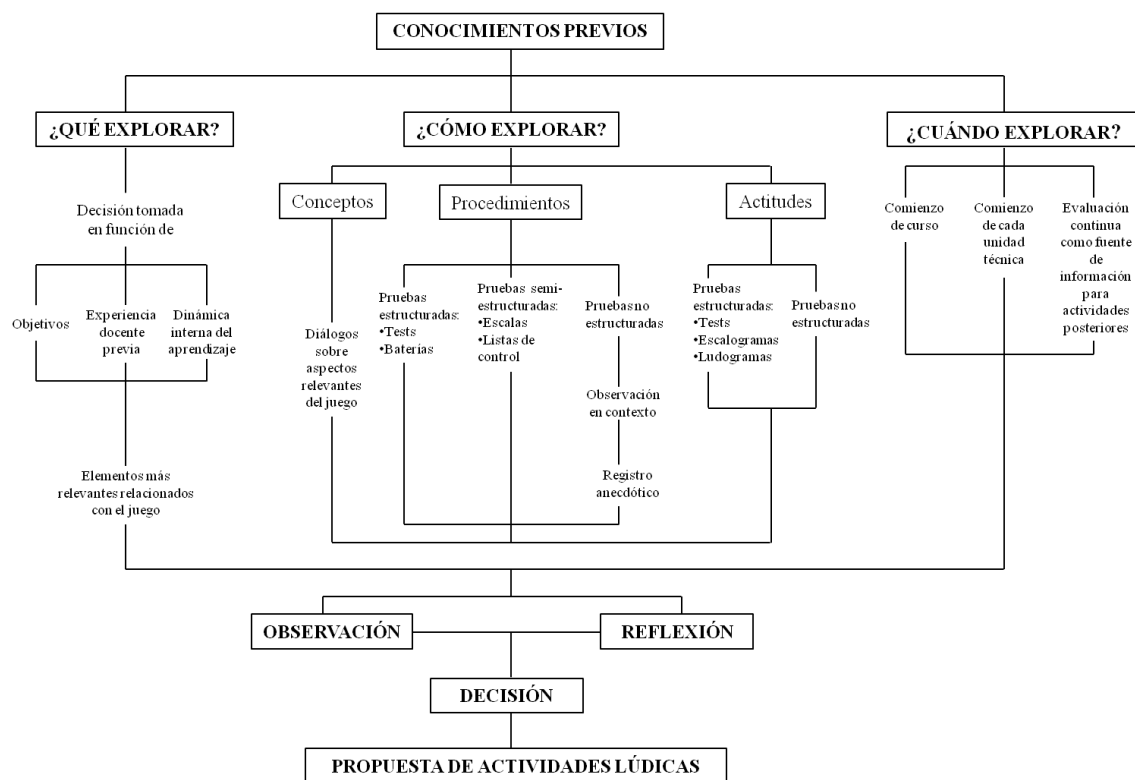 CONOCIMIENTOS PREVIOS
¿QUÉ EXPLORAR?
¿CÓMO EXPLORAR?
¿CUÁNDO EXPLORAR?
Decisión tomada
en función de
Objetivos
Experiencia
docente
previa
Dinámica
interna del
aprendizaje
Elementos más
relevantes relacionados
con el juego
Conceptos
Procedimientos
Actitudes
Diálogos
sobre
aspectos
relevantes
del juego
Pruebas
estructuradas:
•Tests
•Baterías
Pruebas semi-
estructuradas:
•Escalas
•Listas de
control
Pruebas no
estructuradas
Observación
en contexto
Registro
anecdótico
Pruebas
estructuradas:
•Tests
•Escalogramas
•Ludogramas
Pruebas no
estructuradas
Comienzo
de curso
Comienzo
de cada
unidad
técnica
Evaluación
continua
como fuente
de
información
para
actividades
posteriores
OBSERVACIÓN
REFLEXIÓN
DECISIÓN
PROPUESTA DE ACTIVIDADES LÚDICAS